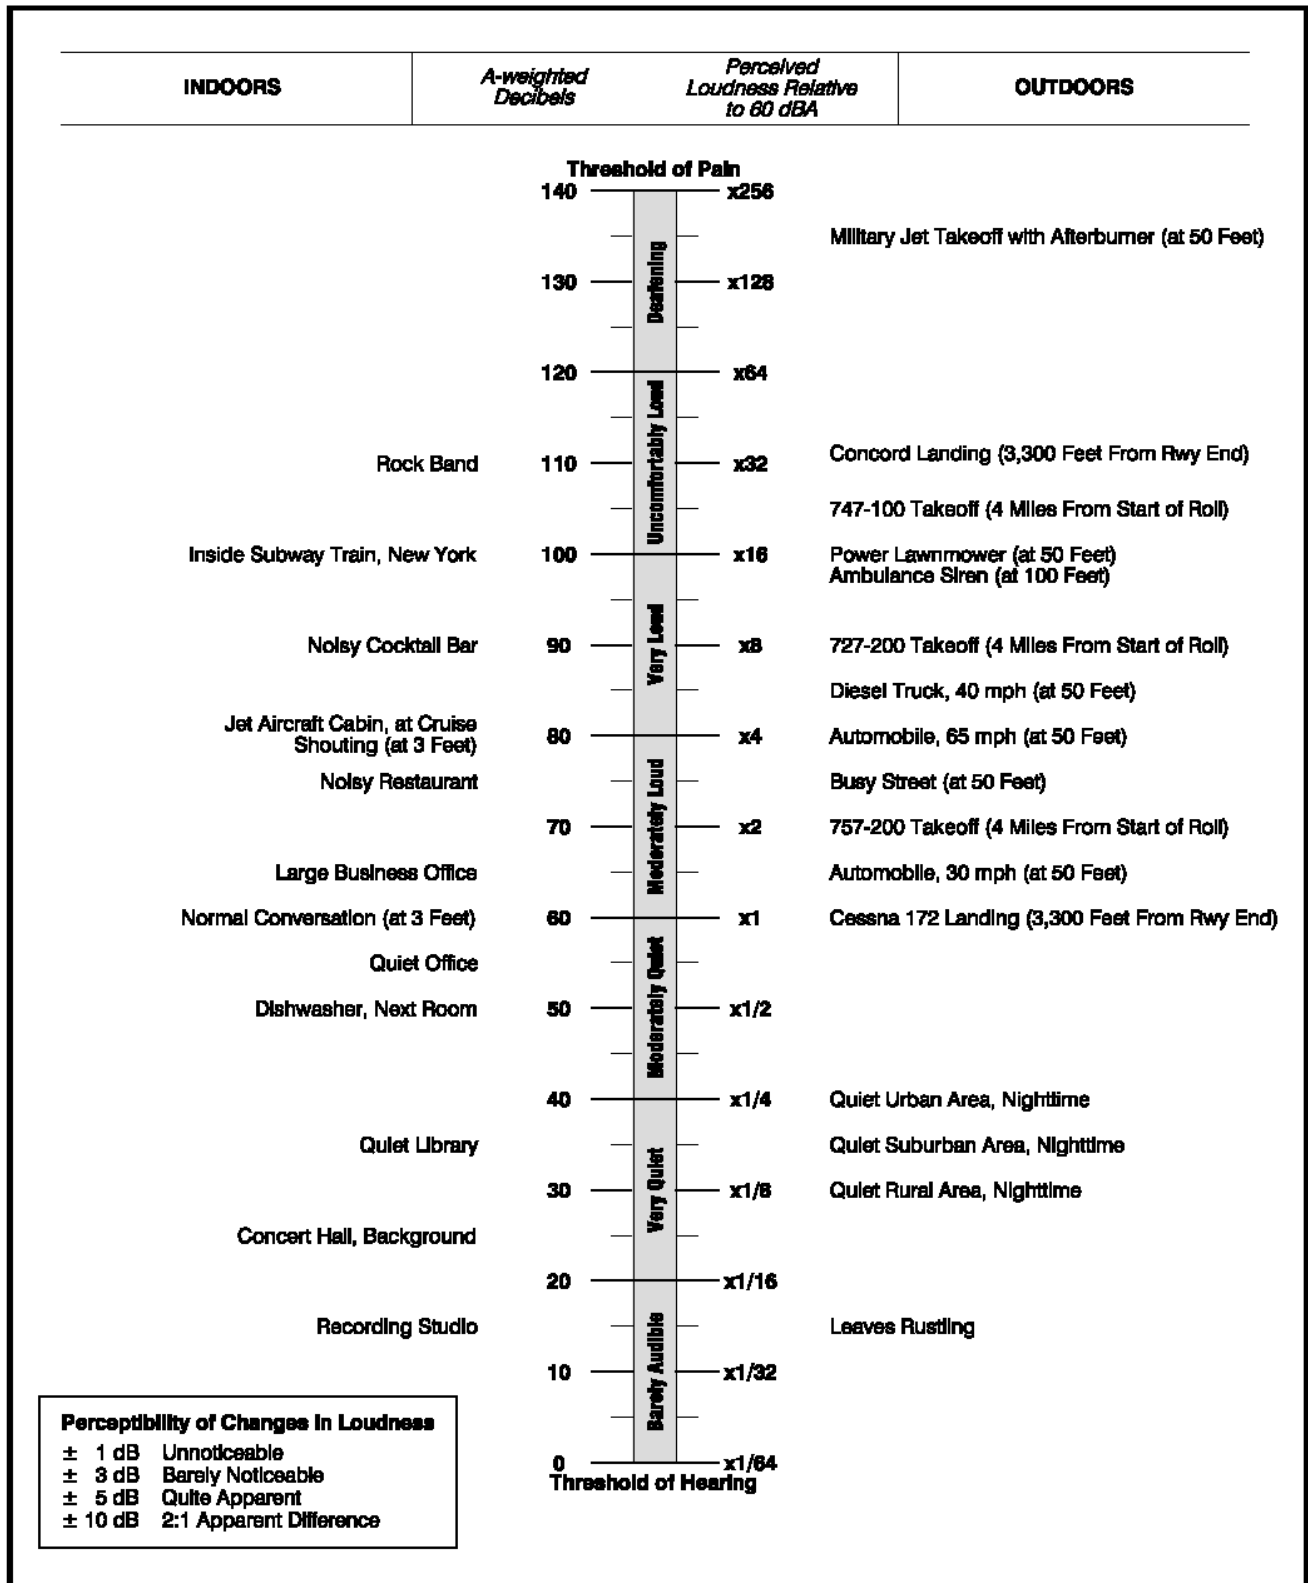 INDOORS
A-weighted
Decibels
Perceived
Loudness Relative
to 60 dBA
OUTDOORS
Threshold of Pain
140 x256
Military Jet Takeoff with Afterburner (at 50 Feet)
Deafening
130 x128
120 x64
Uncomfortably Loud
Concord Landing (3,300 Feet From Rwy End)
Rock Band 110 x32
747-100 Takeoff (4 Miles From Start of Roll)
Inside Subway Train, New York 100 x16 Power Lawnmower (at 50 Feet)
Ambulance Siren (at 100 Feet)
Very Loud
Noisy Cocktail Bar 90 x8 727-200 Takeoff (4 Miles From Start of Roll)
Diesel Truck, 40 mph (at 50 Feet)
Jet Aircraft Cabin, at Cruise
Shouting (at 3 Feet) 80 x4 Automobile, 65 mph (at 50 Feet)
Noisy Restaurant Busy Street (at 50 Feet)
Moderately Loud
70 x2 757-200 Takeoff (4 Miles From Start of Roll)
Large Business Office Automobile, 30 mph (at 50 Feet)
Normal Conversation (at 3 Feet) 60 x1 Cessna 172 Landing (3,300 Feet From Rwy End)
Quiet Office
Moderately Quiet
Dishwasher, Next Room 50 x1/2
40 x1/4 Quiet Urban Area, Nighttime
Quiet Library Quiet Suburban Area, Nighttime
Very Quiet
30 x1/8 Quiet Rural Area, Nighttime
Concert Hall, Background
20 x1/16
Recording Studio Leaves Rustling
Barely Audible
10 x1/32
0 x1/64
Threshold of Hearing
Perceptibility of Changes in Loudness
± 1 dB Unnoticeable
± 3 dB Barely Noticeable
± 5 dB Quite Apparent
± 10 dB 2:1 Apparent Difference